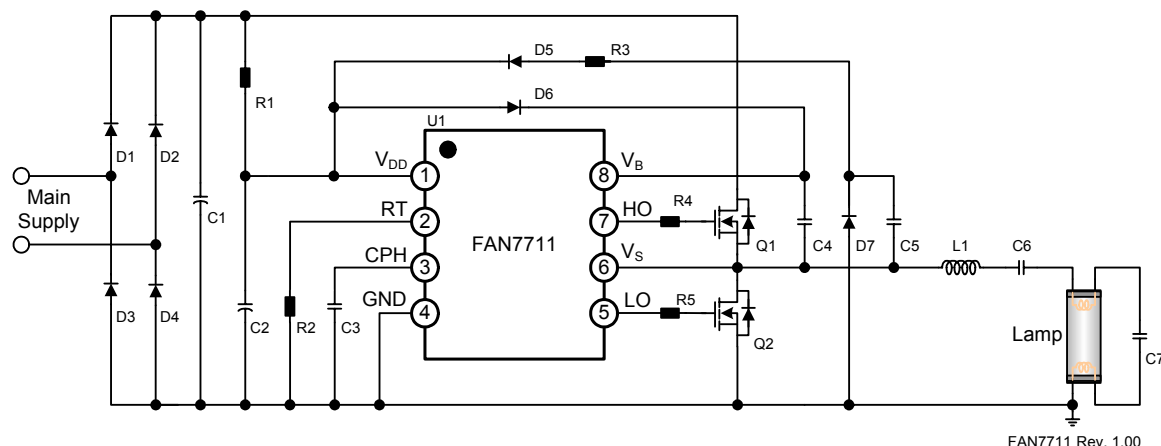 D5 R3
D6
R1
U1
D1 D2
V_DD 1
8 V_B
Main
Supply
RT 2
7 HO R4
C1
FAN7711
Q1 C4 D7 C5
CPH 3
6 V_S
L1 C6
GND 4
5 LO R5
D3 D4 C2 R2 C3
Q2
Lamp
C7
FAN7711 Rev. 1.00